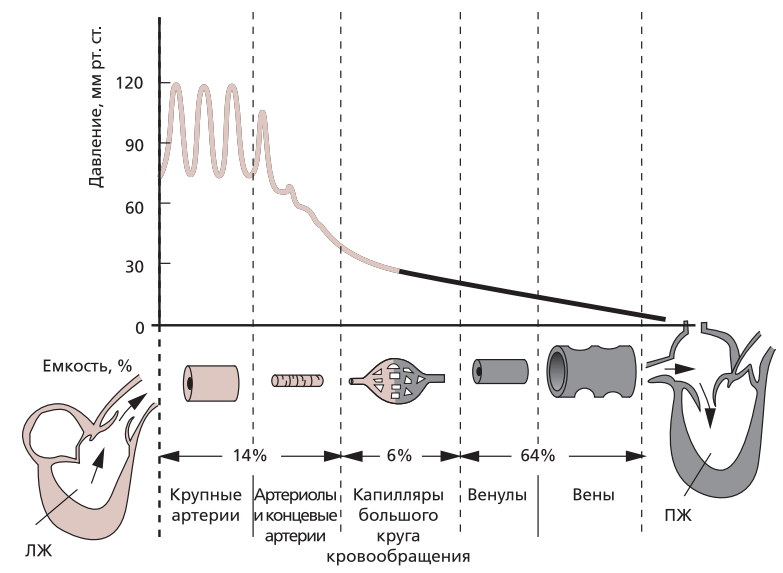 Давление, мм рт. ст.
120
90
60
30
0
Емкость, %
14%
6%
64%
Крупные
артерии
Артериолы
и концевые
артерии
Капилляры
большого
круга
кровообращения
Венулы
Вены
ЛЖ
ПЖ